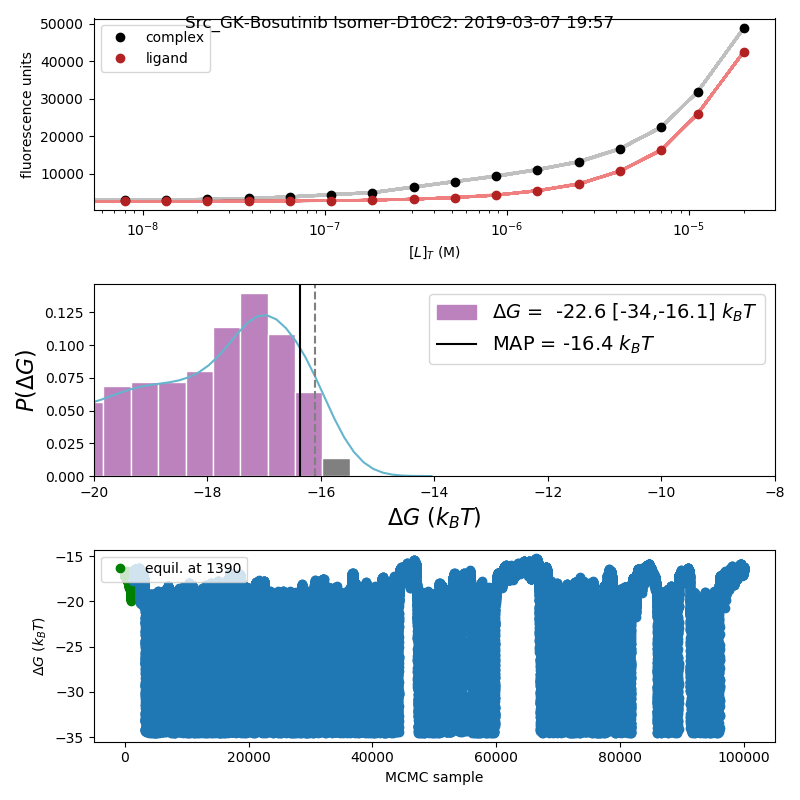 Src_GK-Bosutinib Isomer-D10C2: 2019-03-07 19:57
complex
ligand
fluorescence units
50000
40000
30000
20000
10000
10⁻⁸ 10⁻⁷ 10⁻⁶ 10⁻⁵
[L]_T (M)
ΔG = -22.6 [-34,-16.1] k_BT
MAP = -16.4 k_BT
P(ΔG)
0.125
0.100
0.075
0.050
0.025
0.000
−20 −18 −16 −14 −12 −10 −8
ΔG (k_BT)
equil. at 1390
ΔG (k_BT)
−15
−20
−25
−30
−35
0 20000 40000 60000 80000 100000
MCMC sample